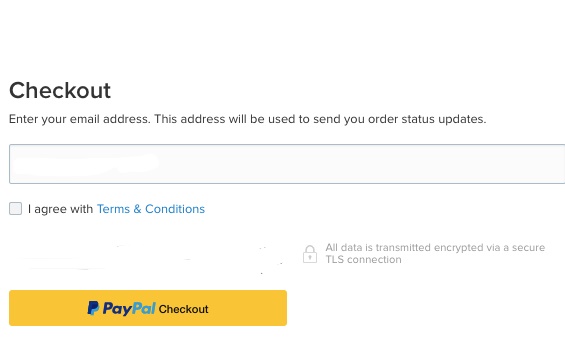 Checkout
Enter your email address. This address will be used to send you order status updates.
I agree with Terms & Conditions
All data is transmitted encrypted via a secure
TLS connection
PayPal Checkout